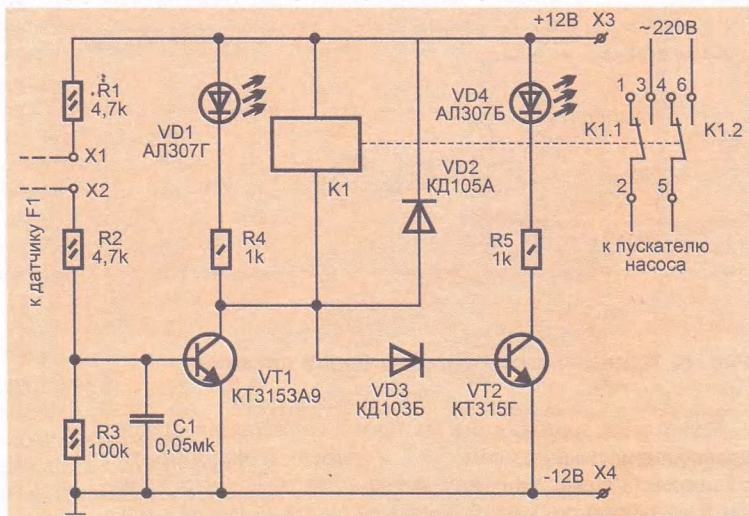 +12В X3
~220В
R1
4,7k
X1
X2
к датчику F1
R2
4,7k
R3
100k
C1
0,05мk
VD1
АЛ307Г
R4
1k
K1
VD2
КД105А
VD4
АЛ307Б
R5
1k
VT1
КТ3153А9
VD3
КД103Б
VT2
КТ315Г
1 3 4 6
K1.1
K1.2
2 5
к пускателю
насоса
-12В X4